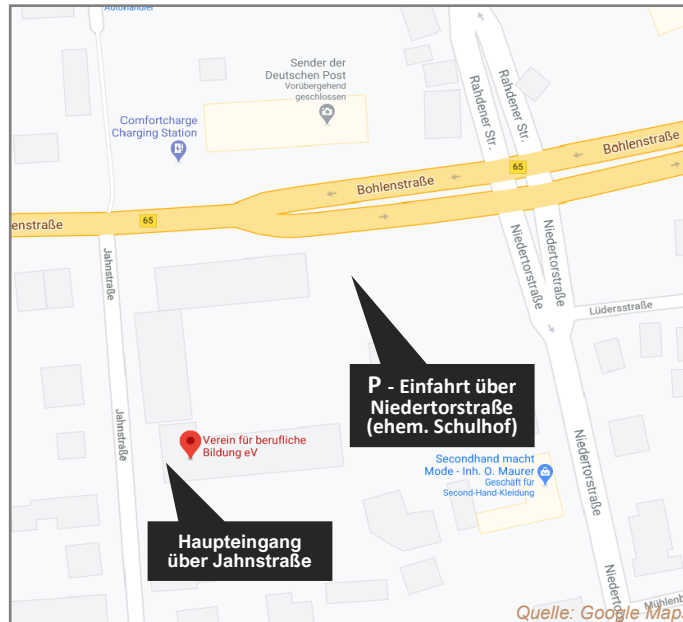 Autohändler
Sender der
Deutschen Post
Vorübergehend
geschlossen
Comfortcharge
Charging Station
Rahdener Str.
Rahdener Str.
Bohlenstraße
65
Bohlenstraße
enstraße
65
Jahnstraße
Niedertorstraße
Niedertorstraße
Lüdersstraße
P - Einfahrt über
Niedertorstraße
(ehem. Schulhof)
Jahnstraße
Verein für berufliche
Bildung eV
Secondhand macht
Mode - Inh. O. Maurer
Geschäft für
Second-Hand-Kleidung
Niedertorstraße
Haupteingang
über Jahnstraße
Niedertor
Mühlenb
Quelle: Google Maps